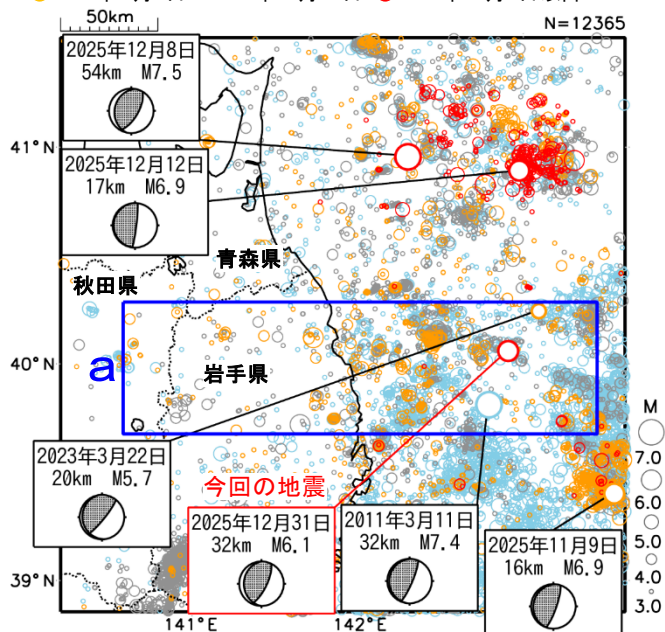 50km
N=12365
2025年12月8日
54km M7.5
41°N
2025年12月12日
17km M6.9
青森県
秋田県
a
40°N
岩手県
M
7.0
6.0
5.0
4.0
3.0
2023年3月22日
20km M5.7
今回の地震
2025年12月31日
32km M6.1
2011年3月11日
32km M7.4
2025年11月9日
16km M6.9
39°N
141°E
142°E